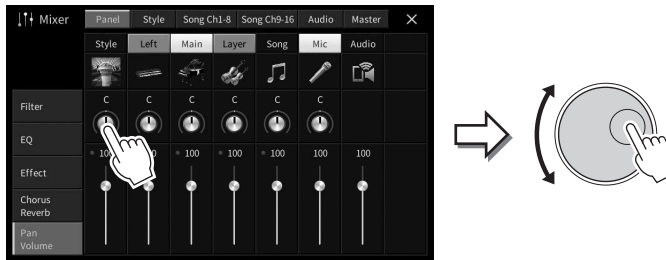 Mixer
Panel Style Song Ch1-8 Song Ch9-16 Audio Master ×
Style Left Main Layer Song Mic Audio
Filter
C C C C C C
EQ
Effect
100 100 100 100 100 100
Chorus
Reverb
Pan
Volume